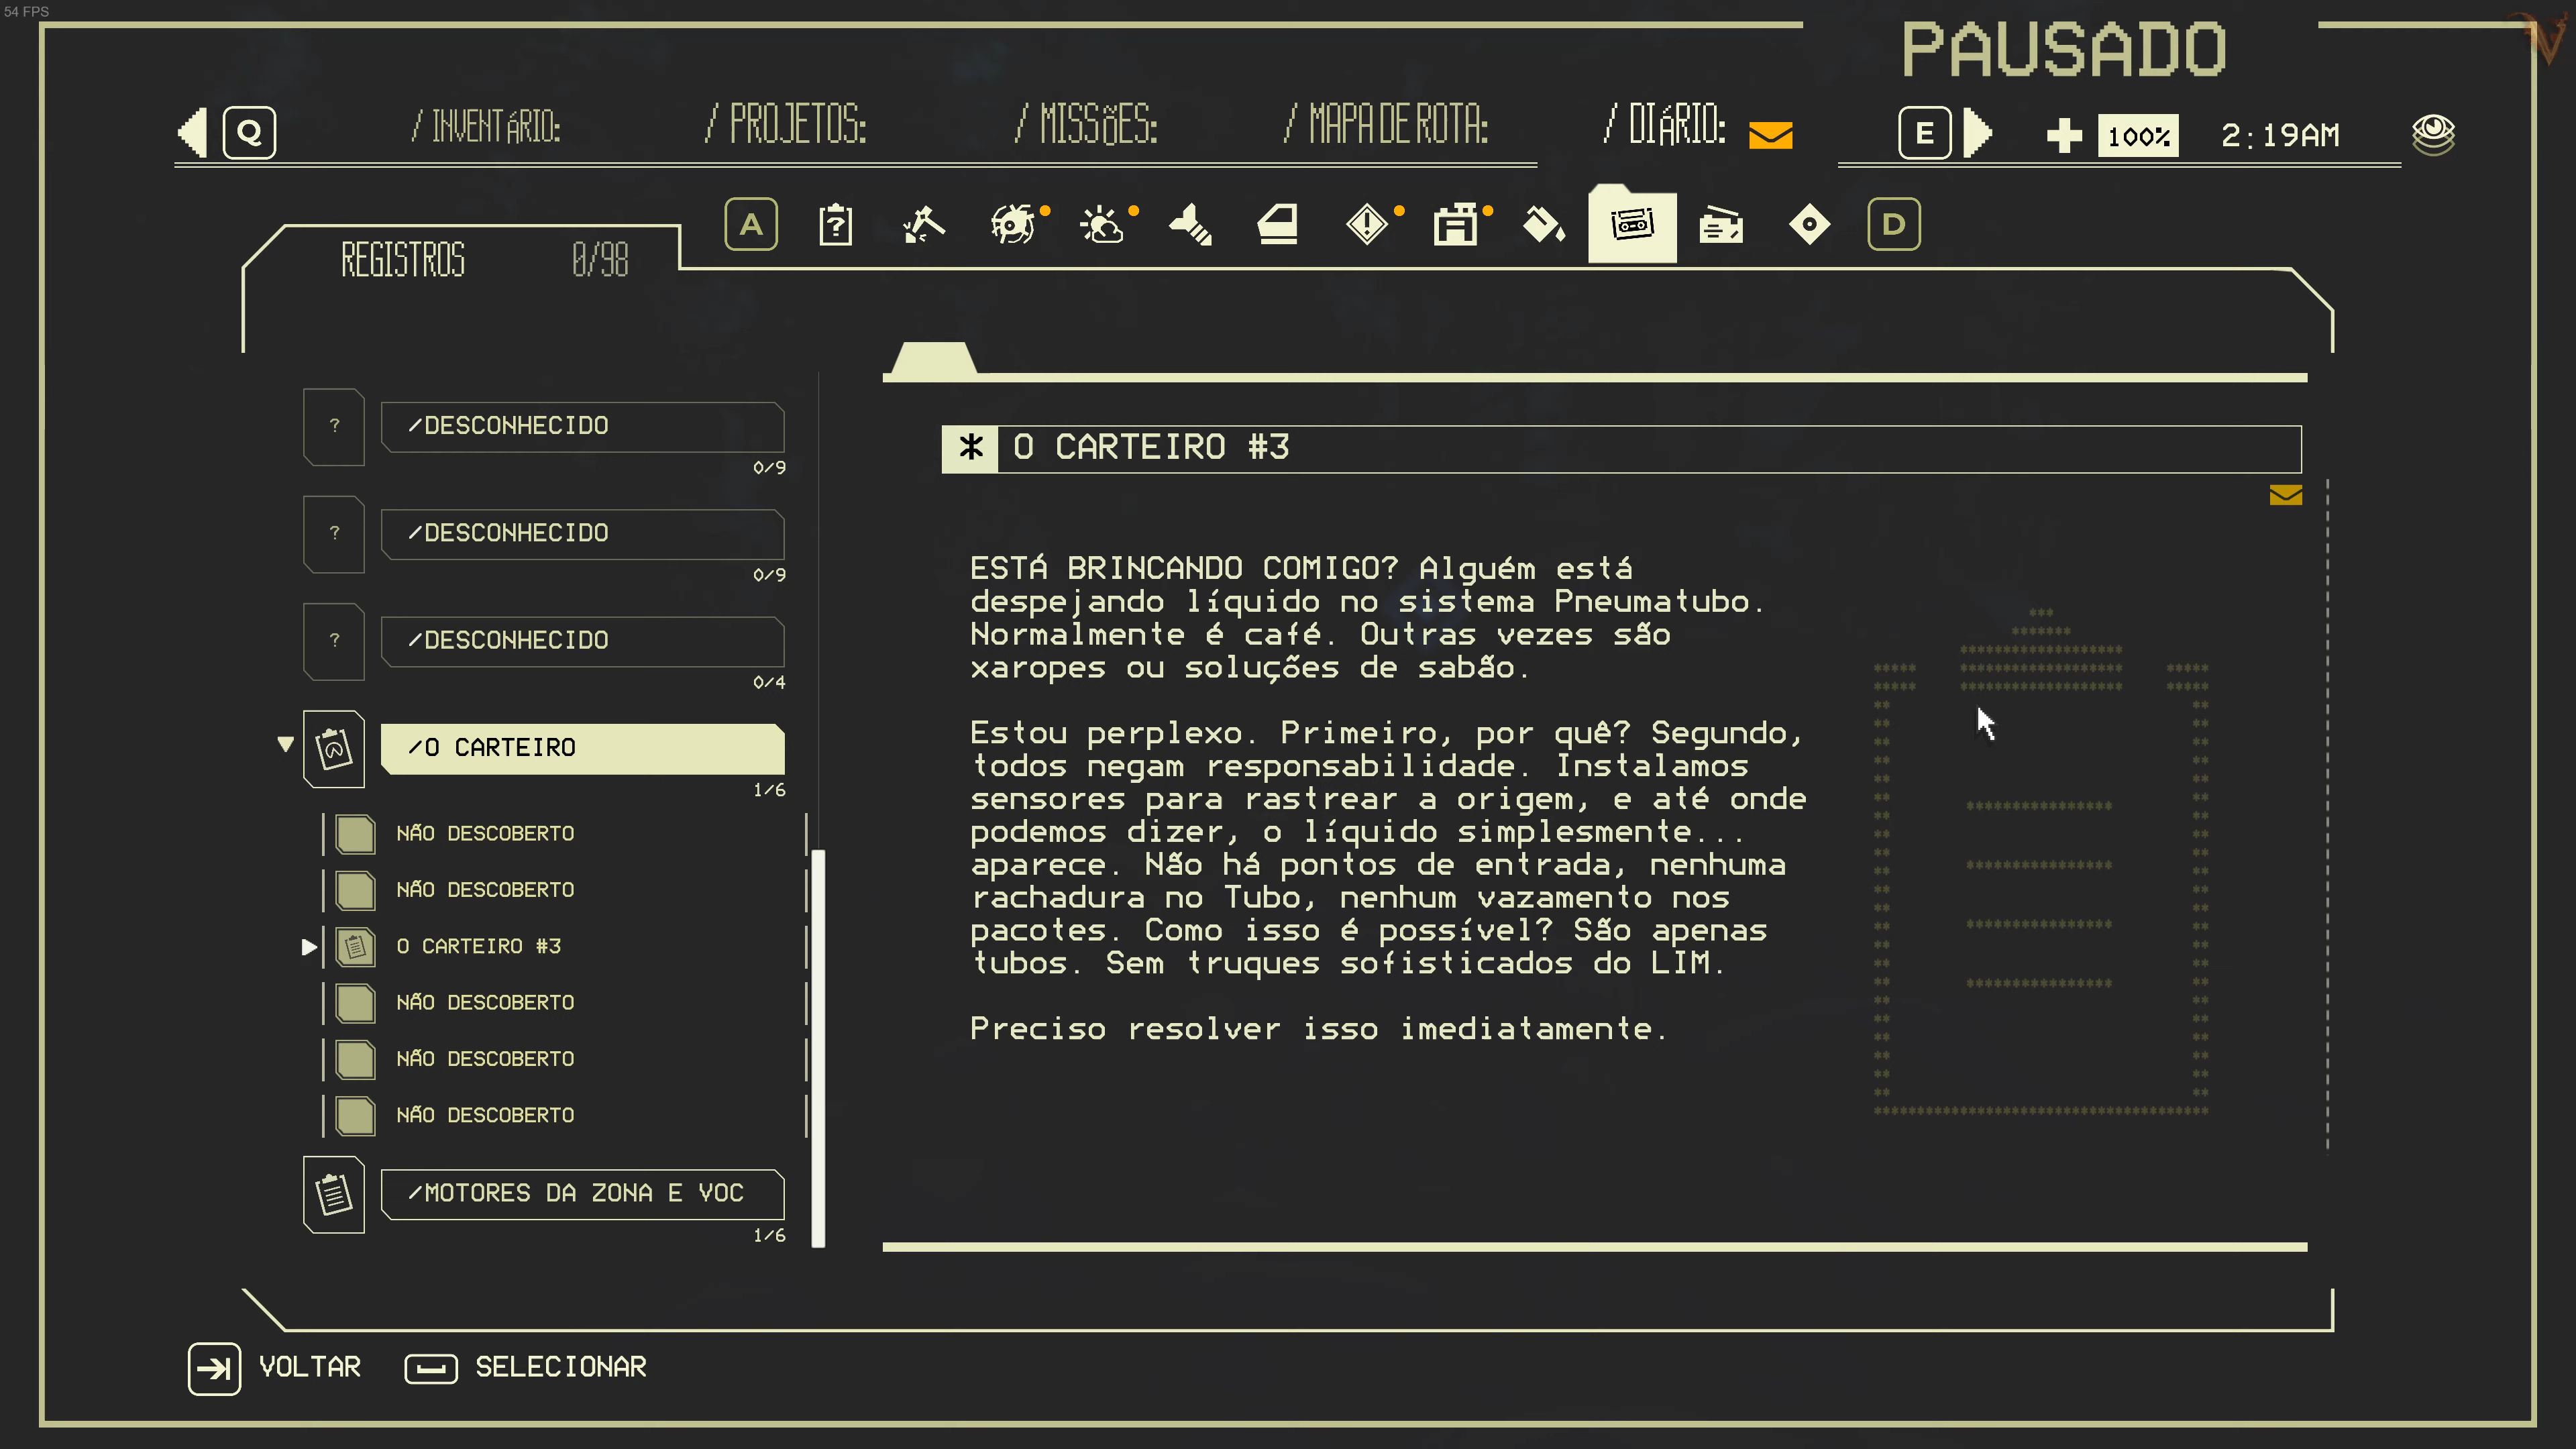 54 FPS
PAUSADO
Q
/ INVENTÁRIO:
/ PROJETOS:
/ MISSÕES:
/ MAPA DE ROTA:
/ DIÁRIO:
E
100%
2:19AM
A
D
REGISTROS 0/98
? /DESCONHECIDO
0/9
? /DESCONHECIDO
0/9
? /DESCONHECIDO
0/4
/O CARTEIRO
1/6
NÃO DESCOBERTO
NÃO DESCOBERTO
O CARTEIRO #3
NÃO DESCOBERTO
NÃO DESCOBERTO
NÃO DESCOBERTO
/MOTORES DA ZONA E VOC
1/6
* O CARTEIRO #3
ESTÁ BRINCANDO COMIGO? Alguém está
despejando líquido no sistema Pneumatubo.
Normalmente é café. Outras vezes são
xaropes ou soluções de sabão.
Estou perplexo. Primeiro, por quê? Segundo,
todos negam responsabilidade. Instalamos
sensores para rastrear a origem, e até onde
podemos dizer, o líquido simplesmente...
aparece. Não há pontos de entrada, nenhuma
rachadura no Tubo, nenhum vazamento nos
pacotes. Como isso é possível? São apenas
tubos. Sem truques sofisticados do LIM.
Preciso resolver isso imediatamente.
VOLTAR
SELECIONAR